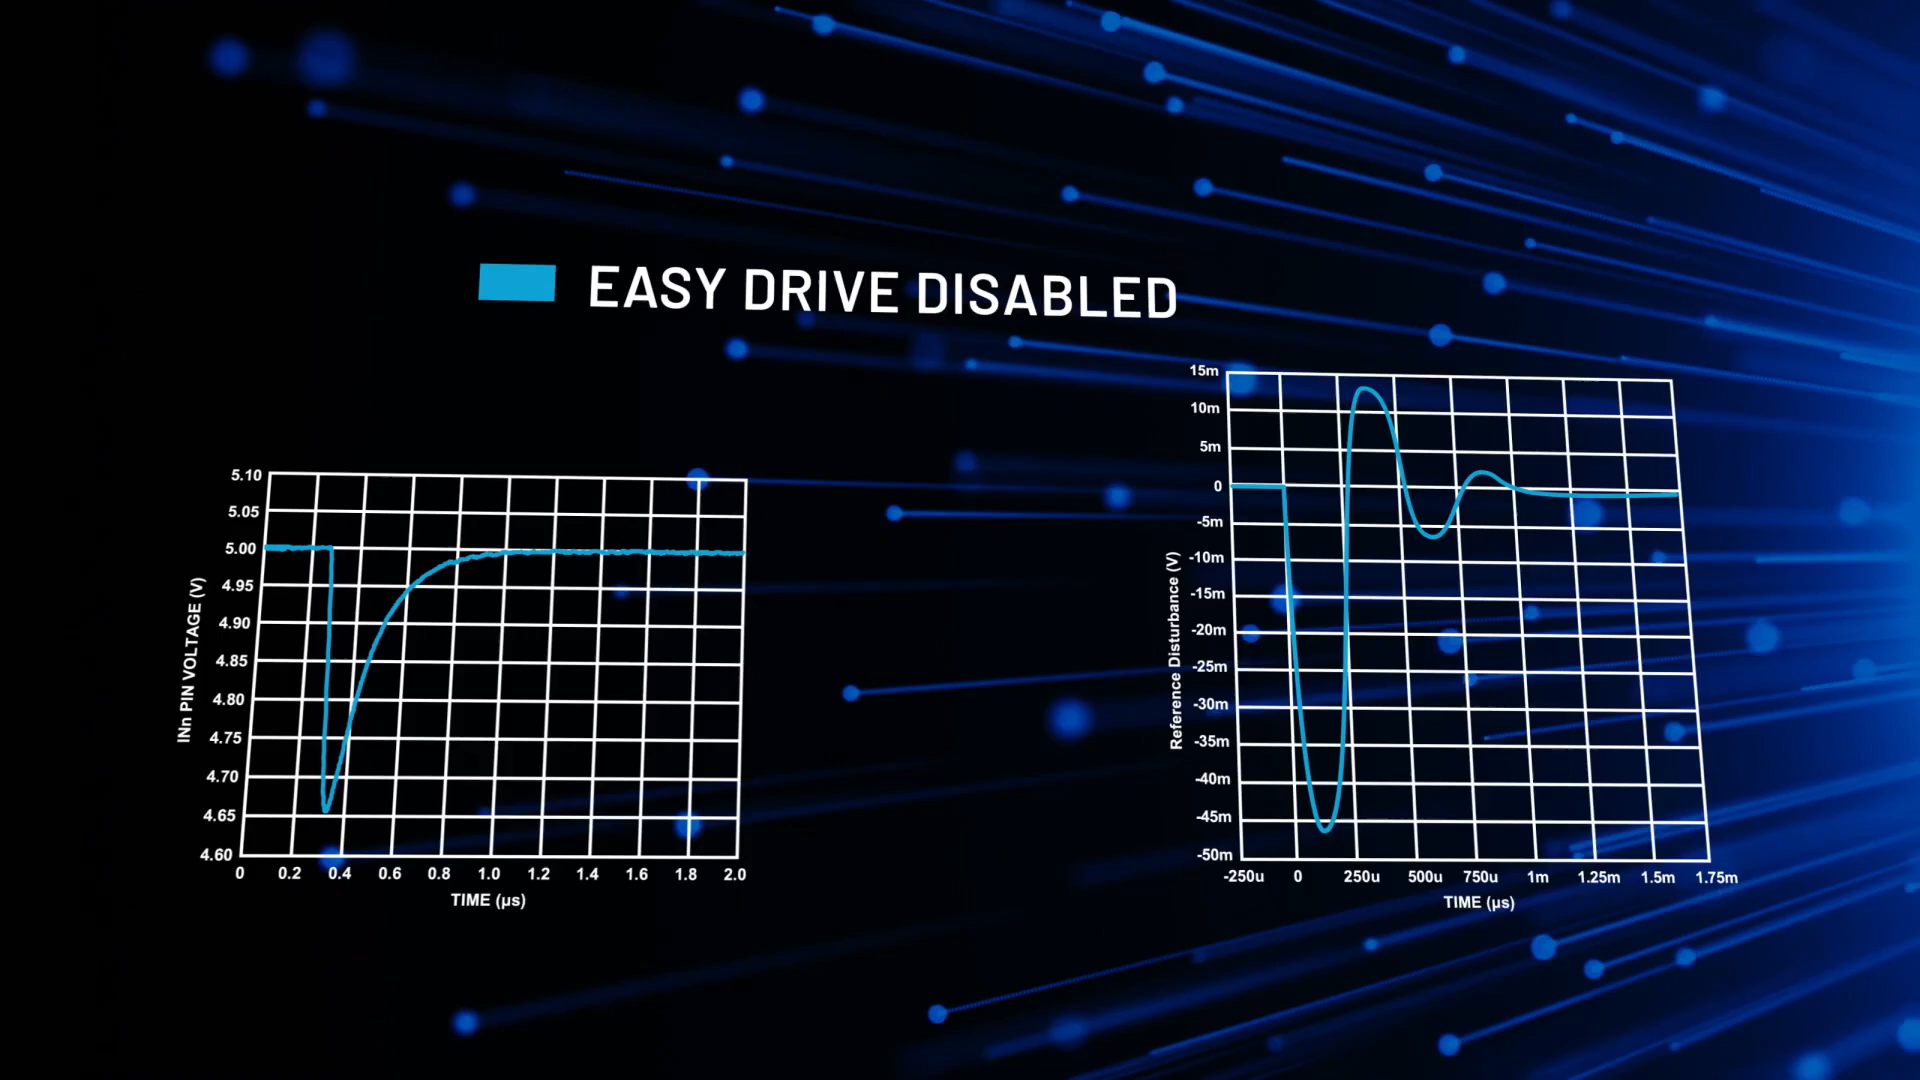 EASY DRIVE DISABLED
INn PIN VOLTAGE (V)
5.10
5.05
5.00
4.95
4.90
4.85
4.80
4.75
4.70
4.65
4.60
0 0.2 0.4 0.6 0.8 1.0 1.2 1.4 1.6 1.8 2.0
TIME (µs)
Reference Disturbance (V)
15m
10m
5m
0
-5m
-10m
-15m
-20m
-25m
-30m
-35m
-40m
-45m
-50m
-250u 0 250u 500u 750u 1m 1.25m 1.5m 1.75m
TIME (µs)